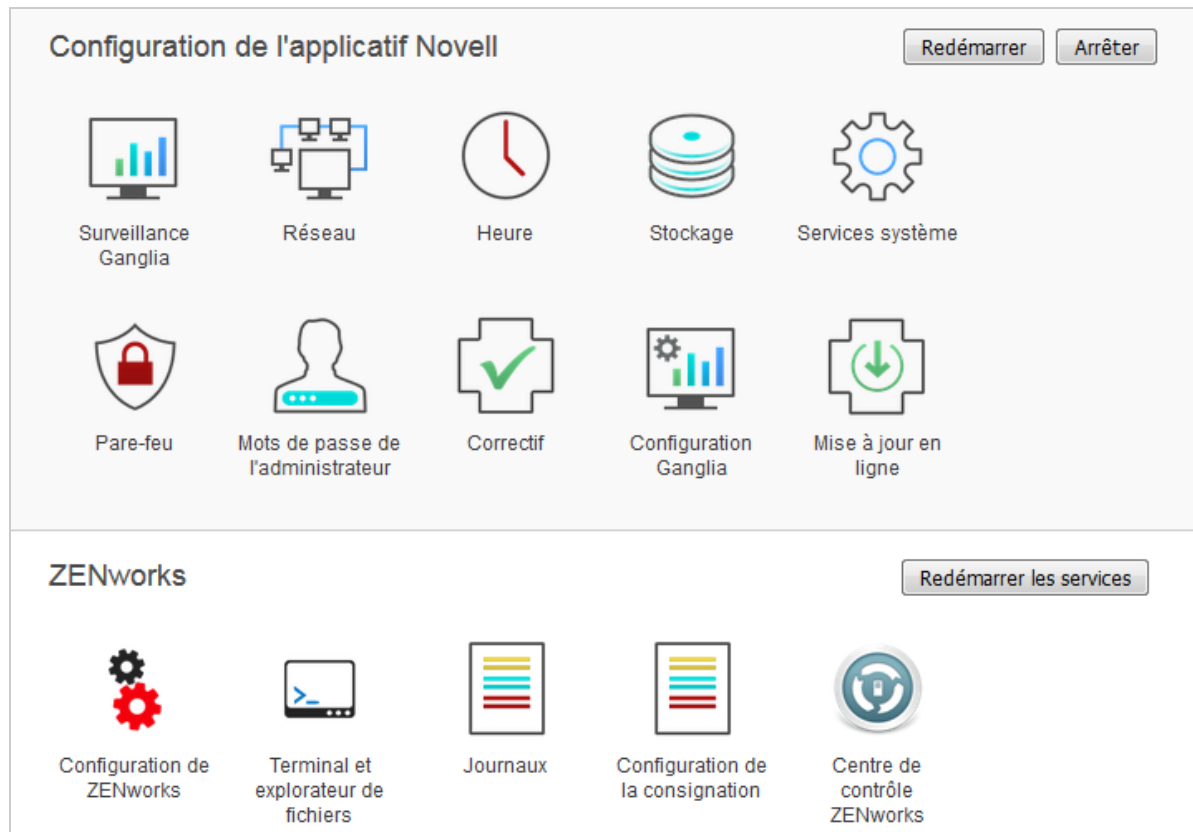 Configuration de l'applicatif Novell
Redémarrer
Arrêter
Surveillance
Ganglia
Réseau
Heure
Stockage
Services système
Pare-feu
Mots de passe de
l'administrateur
Correctif
Configuration
Ganglia
Mise à jour en
ligne
ZENworks
Redémarrer les services
Configuration de
ZENworks
Terminal et
explorateur de
fichiers
Journaux
Configuration de
la consignation
Centre de
contrôle
ZENworks